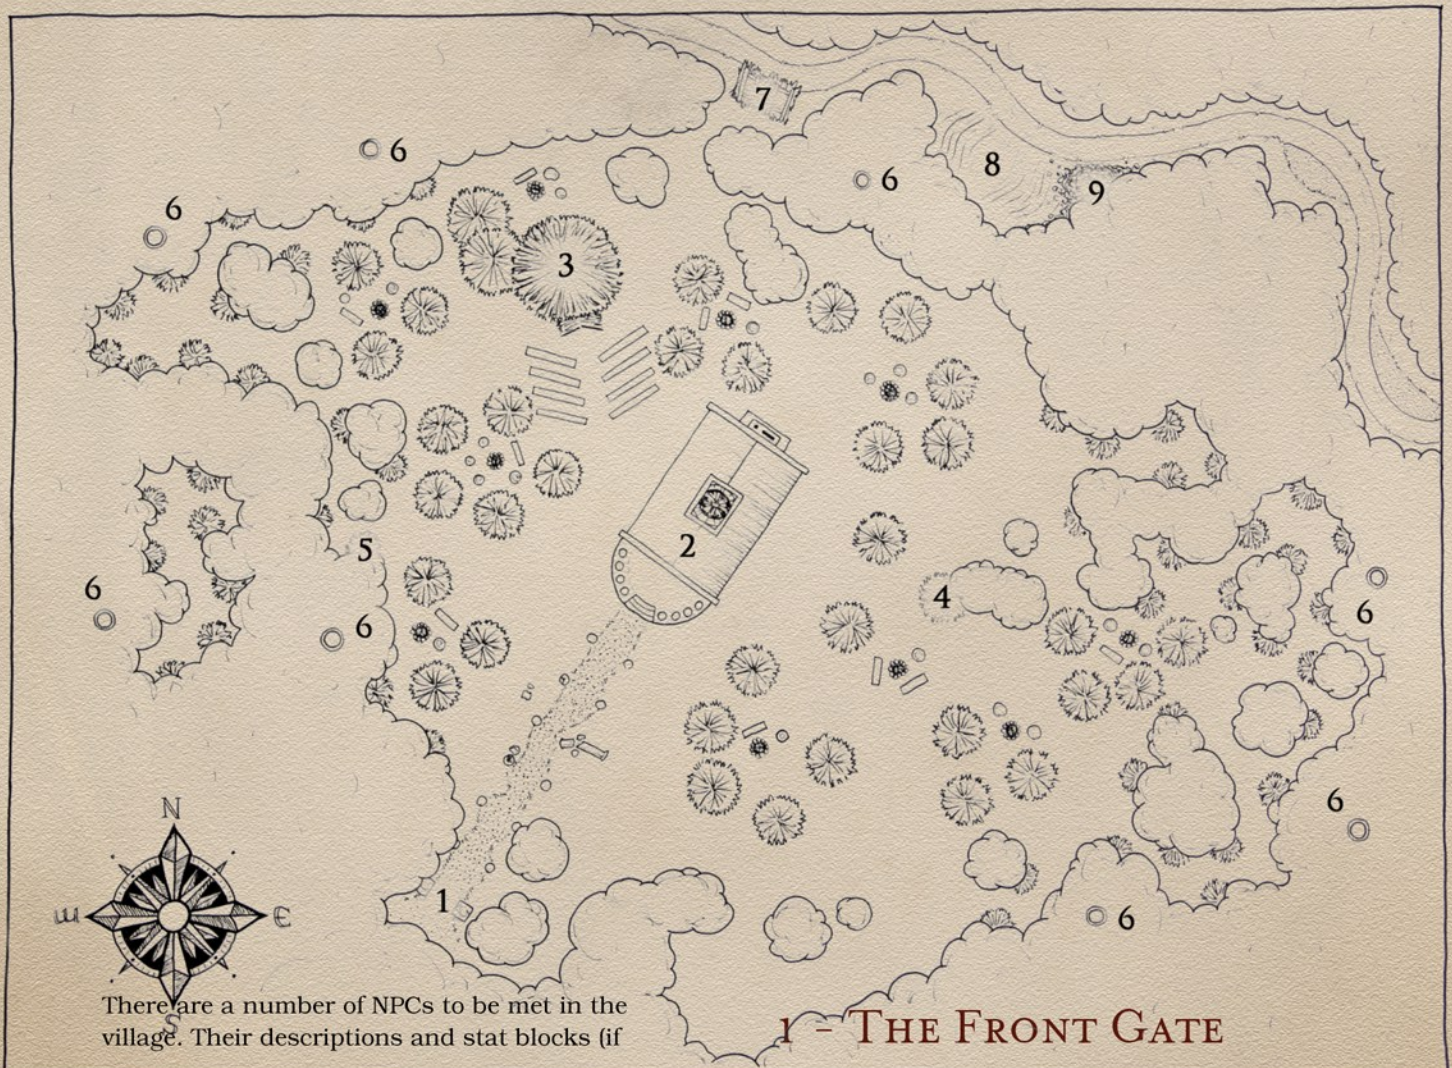 7
6
8
6
9
6
3
5
4
2
6
6
6
6
1
6
N
W
E
S
There are a number of NPCs to be met in the
village. Their descriptions and stat blocks (if
1 – THE FRONT GATE